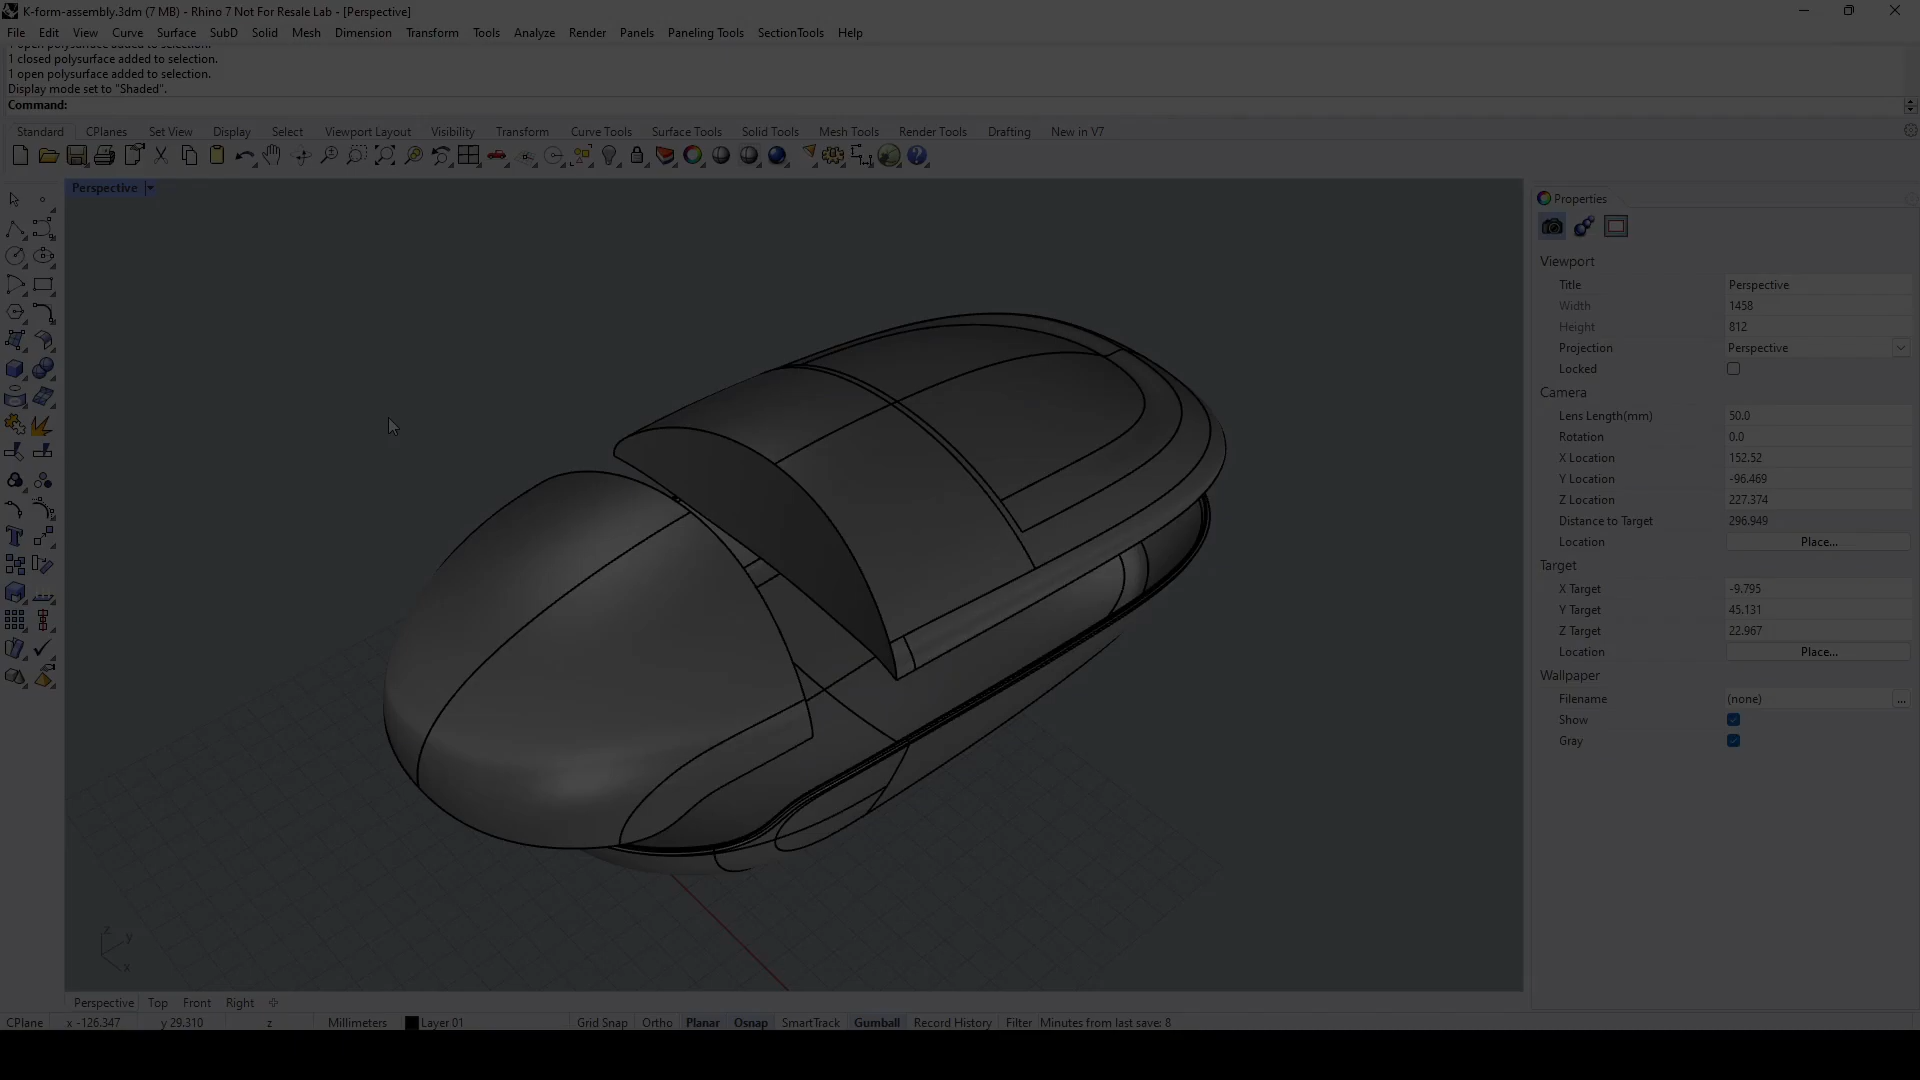 K-form-assembly.3dm (7 MB) - Rhino 7 Not For Resale Lab - [Perspective]
File Edit View Curve Surface SubD Solid Mesh Dimension Transform Tools Analyze Render Panels Paneling Tools SectionTools Help
1 open polysurface added to selection.
1 closed polysurface added to selection.
1 open polysurface added to selection.
Display mode set to "Shaded".
Command:
Standard CPlanes Set View Display Select Viewport Layout Visibility Transform Curve Tools Surface Tools Solid Tools Mesh Tools Render Tools Drafting New in V7
Perspective
Properties
Viewport
Title Perspective
Width 1458
Height 812
Projection Perspective
Locked
Camera
Lens Length(mm) 50.0
Rotation 0.0
X Location 152.52
Y Location -96.469
Z Location 227.374
Distance to Target 296.949
Location Place...
Target
X Target -9.795
Y Target 45.131
Z Target 22.967
Location Place...
Wallpaper
Filename (none) ...
Show
Gray
z
y
x
Perspective Top Front Right
CPlane x -126.347 y 29.310 z Millimeters Layer 01 Grid Snap Ortho Planar Osnap SmartTrack Gumball Record History Filter Minutes from last save: 8